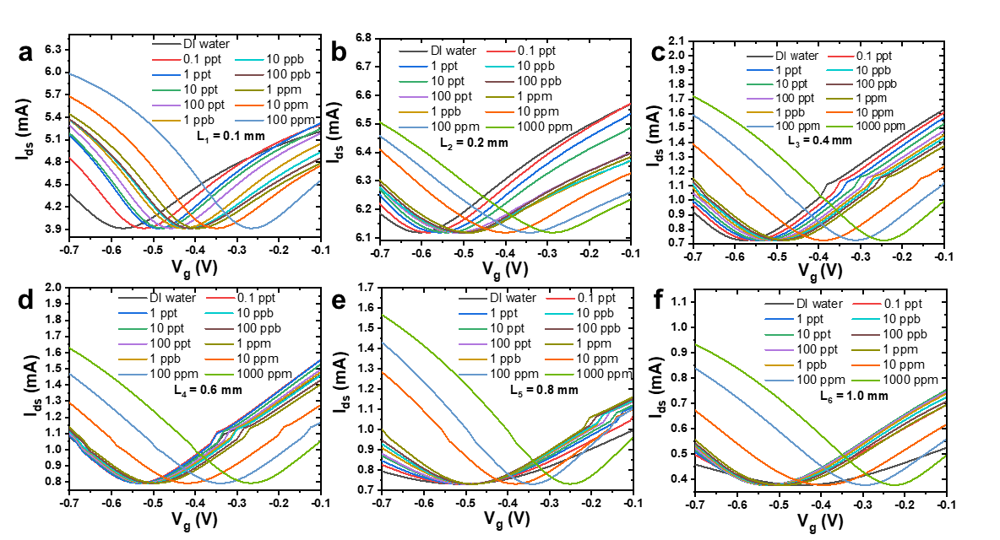 a
DI water
0.1 ppt 10 ppb
1 ppt 100 ppb
10 ppt 1 ppm
100 ppt 10 ppm
1 ppb 100 ppm
L₁ = 0.1 mm
6.3
6.0
5.7
5.4
5.1
4.8
4.5
4.2
3.9
I_ds (mA)
-0.7 -0.6 -0.5 -0.4 -0.3 -0.2 -0.1
V_g (V)
b
DI water 0.1 ppt
1 ppt 10 ppb
10 ppt 100 ppb
100 ppt 1 ppm
1 ppb 10 ppm
100 ppm 1000 ppm
L₂ = 0.2 mm
6.8
6.7
6.6
6.5
6.4
6.3
6.2
6.1
I_ds (mA)
-0.7 -0.6 -0.5 -0.4 -0.3 -0.2 -0.1
V_g (V)
c
DI water 0.1 ppt
1 ppt 10 ppb
10 ppt 100 ppb
100 ppt 1 ppm
1 ppb 10 ppm
100 ppm 1000 ppm
L₃ = 0.4 mm
2.1
2.0
1.9
1.8
1.7
1.6
1.5
1.4
1.3
1.2
1.1
1.0
0.9
0.8
0.7
I_ds (mA)
-0.7 -0.6 -0.5 -0.4 -0.3 -0.2 -0.1
V_g (V)
d
DI water 0.1 ppt
1 ppt 10 ppb
10 ppt 100 ppb
100 ppt 1 ppm
1 ppb 10 ppm
100 ppm 1000 ppm
L₄ = 0.6 mm
2.0
1.9
1.8
1.7
1.6
1.5
1.4
1.3
1.2
1.1
1.0
0.9
0.8
I_ds (mA)
-0.7 -0.6 -0.5 -0.4 -0.3 -0.2 -0.1
V_g (V)
e
DI water 0.1 ppt
1 ppt 10 ppb
10 ppt 100 ppb
100 ppt 1 ppm
1 ppb 10 ppm
100 ppm 1000 ppm
L₅ = 0.8 mm
1.7
1.6
1.5
1.4
1.3
1.2
1.1
1.0
0.9
0.8
0.7
I_ds (mA)
-0.7 -0.6 -0.5 -0.4 -0.3 -0.2 -0.1
V_g (V)
f
DI water 0.1 ppt
1 ppt 10 ppb
10 ppt 100 ppb
100 ppt 1 ppm
1 ppb 10 ppm
100 ppm 1000 ppm
L₆ = 1.0 mm
1.1
1.0
0.9
0.8
0.7
0.6
0.5
0.4
I_ds (mA)
-0.7 -0.6 -0.5 -0.4 -0.3 -0.2 -0.1
V_g (V)